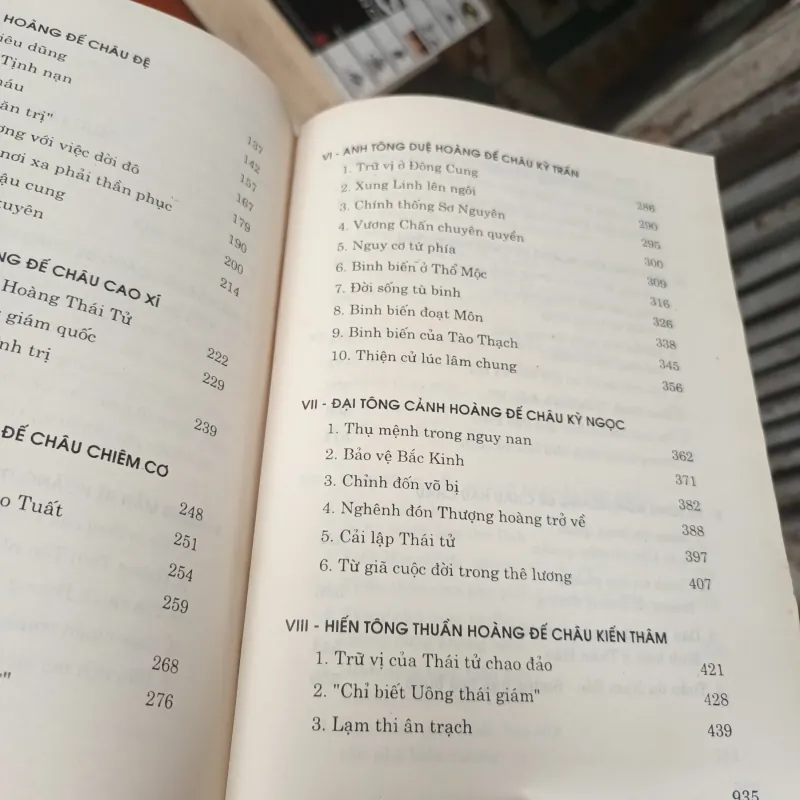 HOÀNG ĐẾ CHÂU ĐỆ
iêu dũng
Tịnh nạn 137
háu 142
ăn trị" 157
ơng với việc dời đô 167
nơi xa phải thần phục 179
ậu cung 190
200
214
NG ĐẾ CHÂU CAO XÍ
Hoàng Thái Tử 222
g giám quốc 229
ính trị 239
ĐẾ CHÂU CHIÊM CƠ
248
o Tuất 251
254
259
268
" 276
VI - ANH TÔNG DUỆ HOÀNG ĐẾ CHÂU KỲ TRẤN
1. Trữ vị ở Đông Cung 286
2. Xung Linh lên ngôi 290
3. Chính thống Sơ Nguyên 295
4. Vương Chấn chuyên quyền 300
5. Nguy cơ tứ phía 309
6. Binh biến ở Thổ Mộc 316
7. Đời sống tù binh 326
8. Binh biến đoạt Môn 338
9. Binh biến của Tào Thạch 345
10. Thiện cử lúc lâm chung 356
VII - ĐẠI TÔNG CẢNH HOÀNG ĐẾ CHÂU KỲ NGỌC
1. Thụ mệnh trong nguy nan 362
2. Bảo vệ Bắc Kinh 371
3. Chỉnh đốn võ bị 382
4. Nghênh đón Thượng hoàng trở về 388
5. Cải lập Thái tử 397
6. Từ giã cuộc đời trong thê lương 407
VIII - HIẾN TÔNG THUẦN HOÀNG ĐẾ CHÂU KIẾN THÂM
1. Trữ vị của Thái tử chao đảo 421
2. "Chỉ biết Uông thái giám" 428
3. Lạm thi ân trạch 439
935